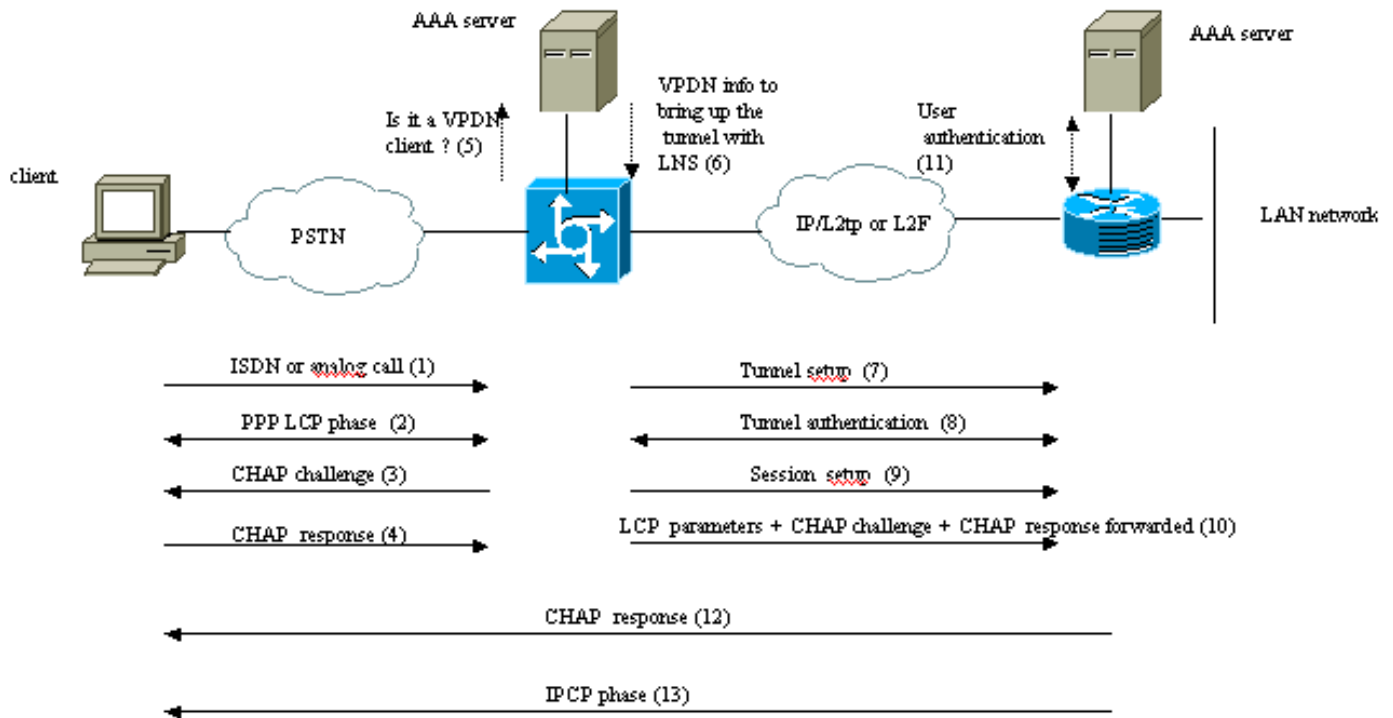 AAA server
AAA server
VPDN info to
bring up the
tunnel with
LNS (6)
Is it a VPDN
client ? (5)
User
authentication
(11)
client
PSTN
IP/L2tp or L2F
LAN network
ISDN or analog call (1)
Tunnel setup (7)
PPP LCP phase (2)
Tunnel authentication (8)
CHAP challenge (3)
Session setup (9)
CHAP response (4)
LCP parameters + CHAP challenge + CHAP response forwarded (10)
CHAP response (12)
IPCP phase (13)